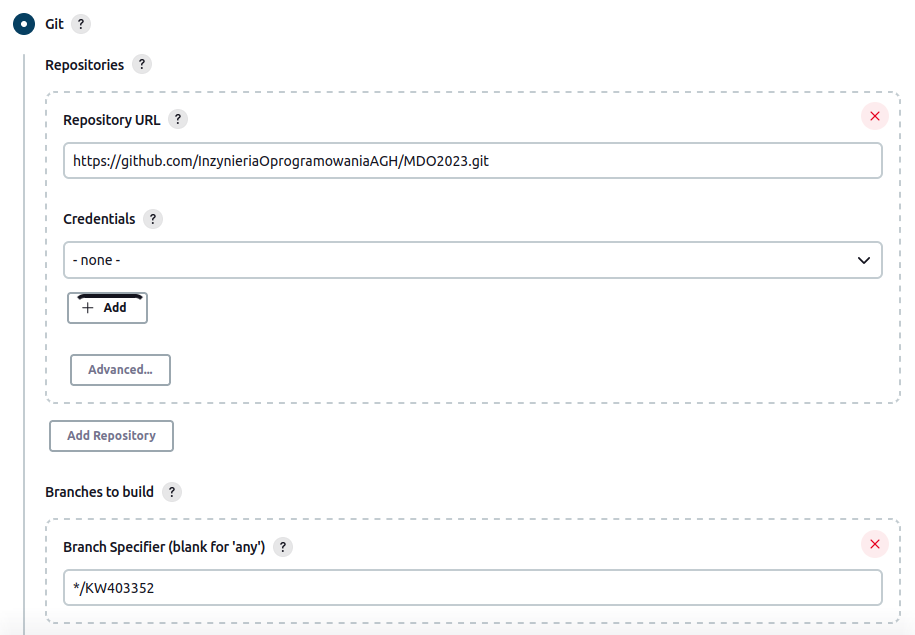 Git ?
Repositories ?
Repository URL ?
https://github.com/InzynieriaOprogramowaniaAGH/MDO2023.git
Credentials ?
- none -
+ Add
Advanced...
Add Repository
Branches to build ?
Branch Specifier (blank for 'any') ?
*/KW403352